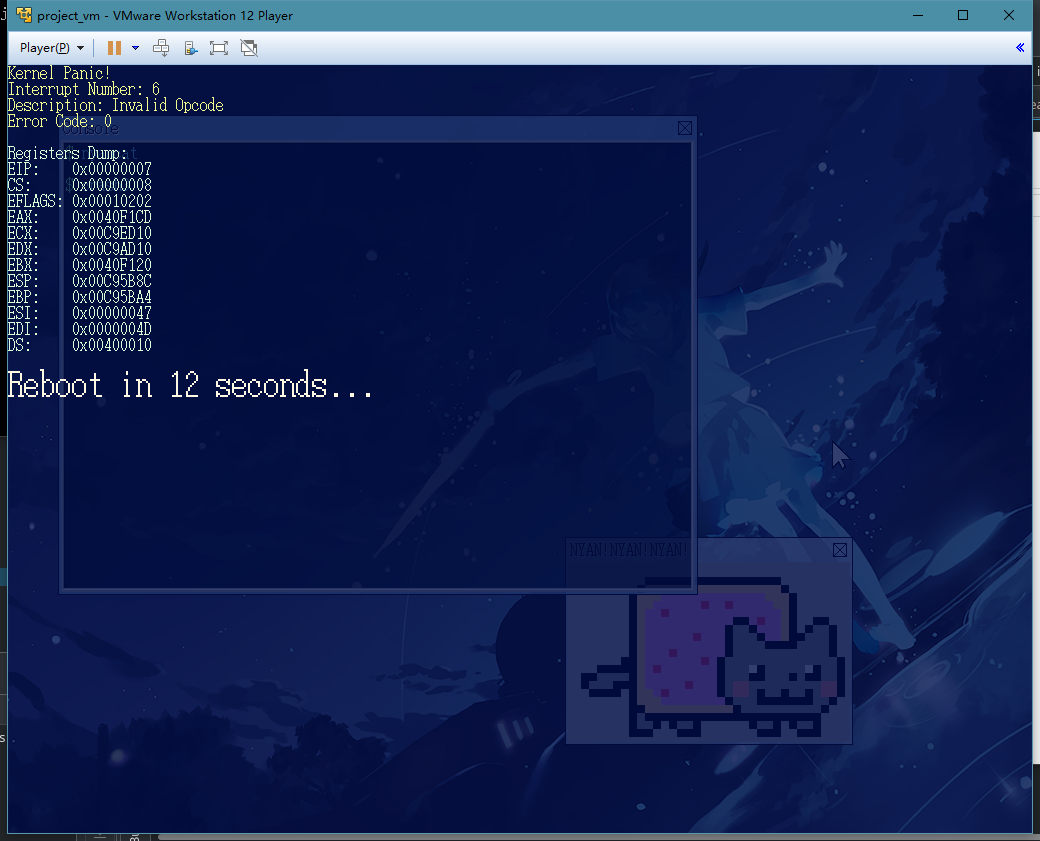 project_vm - VMware Workstation 12 Player
Player(P)
Kernel Panic!
Interrupt Number: 6
Description: Invalid Opcode
Error Code: 0
Console
Registers Dump:
EIP: 0x00000007
CS: 0x00000008
EFLAGS: 0x00010202
EAX: 0x0040F1CD
ECX: 0x00C9ED10
EDX: 0x00C9AD10
EBX: 0x0040F120
ESP: 0x00C95B8C
EBP: 0x00C95BA4
ESI: 0x00000047
EDI: 0x0000004D
DS: 0x00400010
Reboot in 12 seconds...
NYAN!NYAN!NYAN!